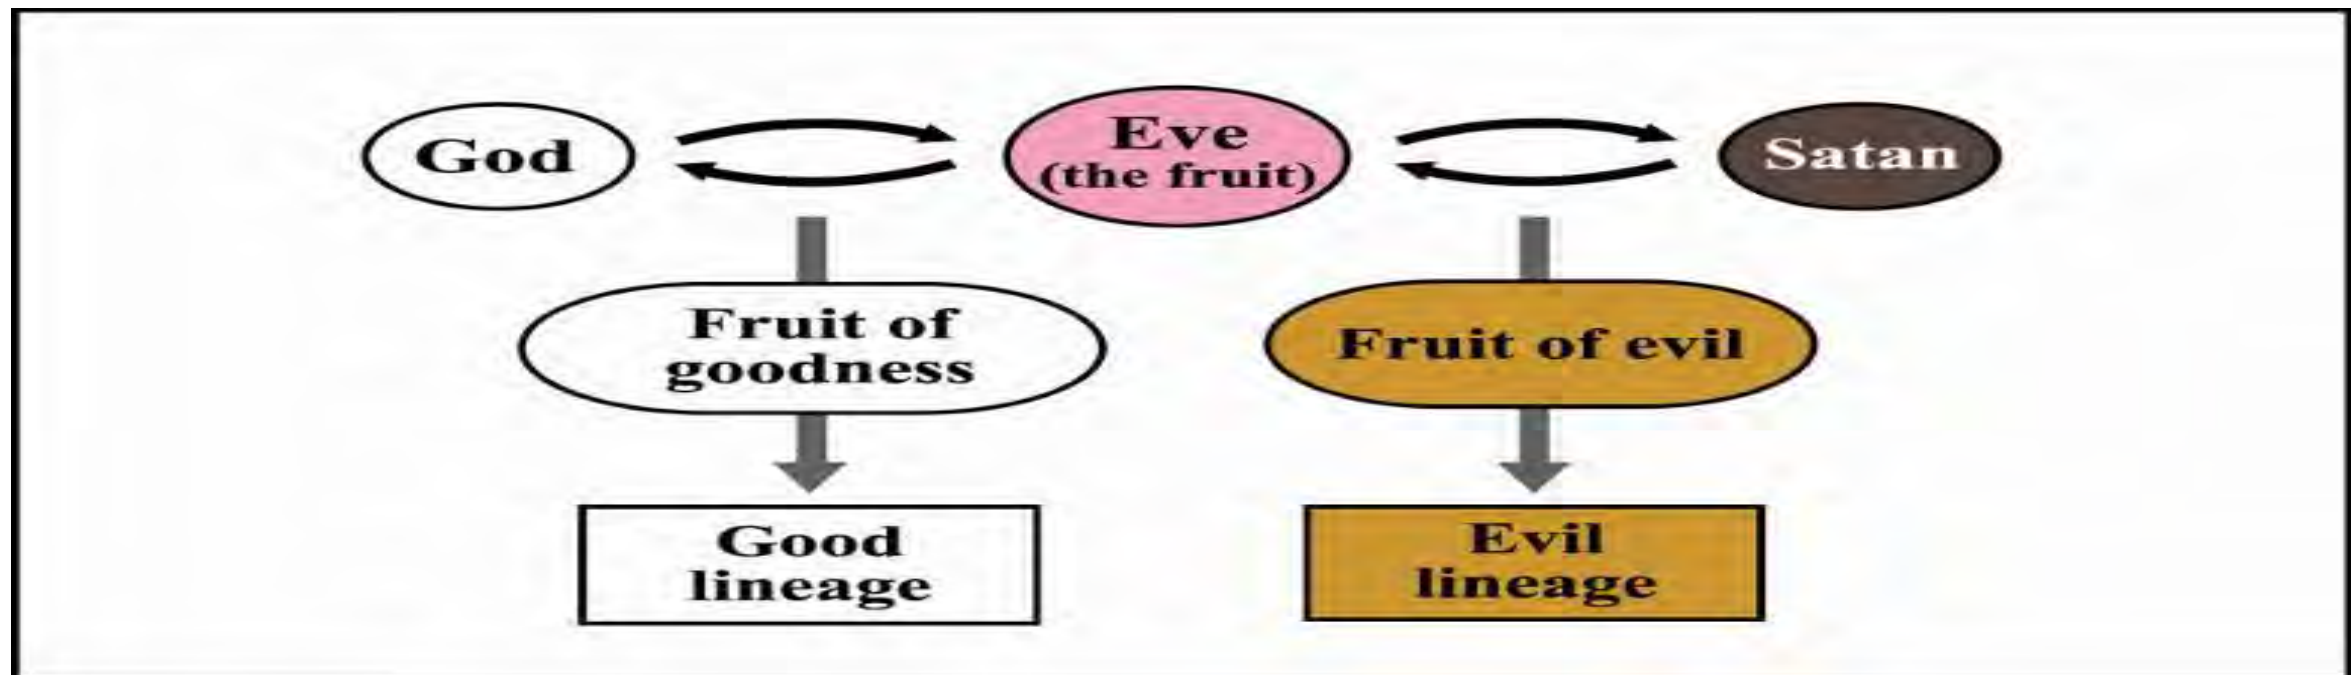 God
Eve
(the fruit)
Satan
Fruit of
goodness
Fruit of evil
Good
lineage
Evil
lineage